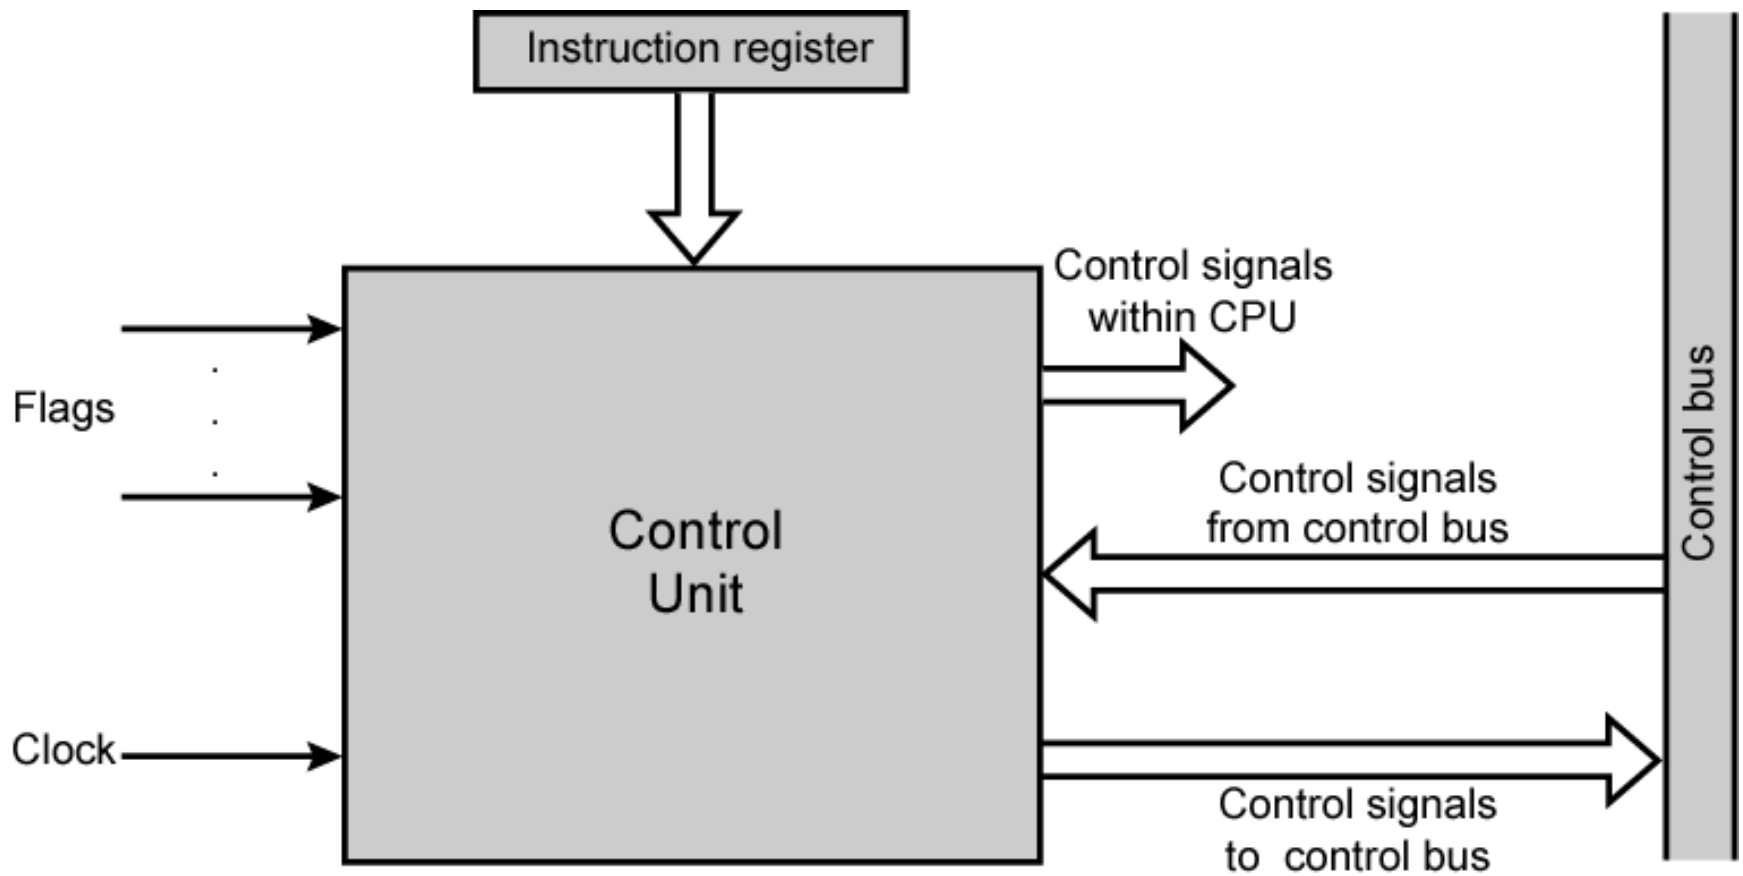 Instruction register
Control signals
within CPU
Flags
Control signals
from control bus
Control bus
Control
Unit
Clock
Control signals
to control bus